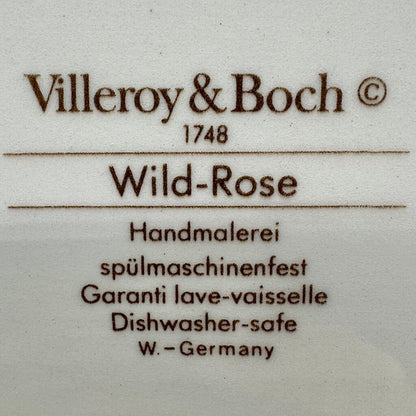 Villeroy & Boch ©
1748
Wild-Rose
Handmalerei
spülmaschinenfest
Garanti lave-vaisselle
Dishwasher-safe
W.-Germany